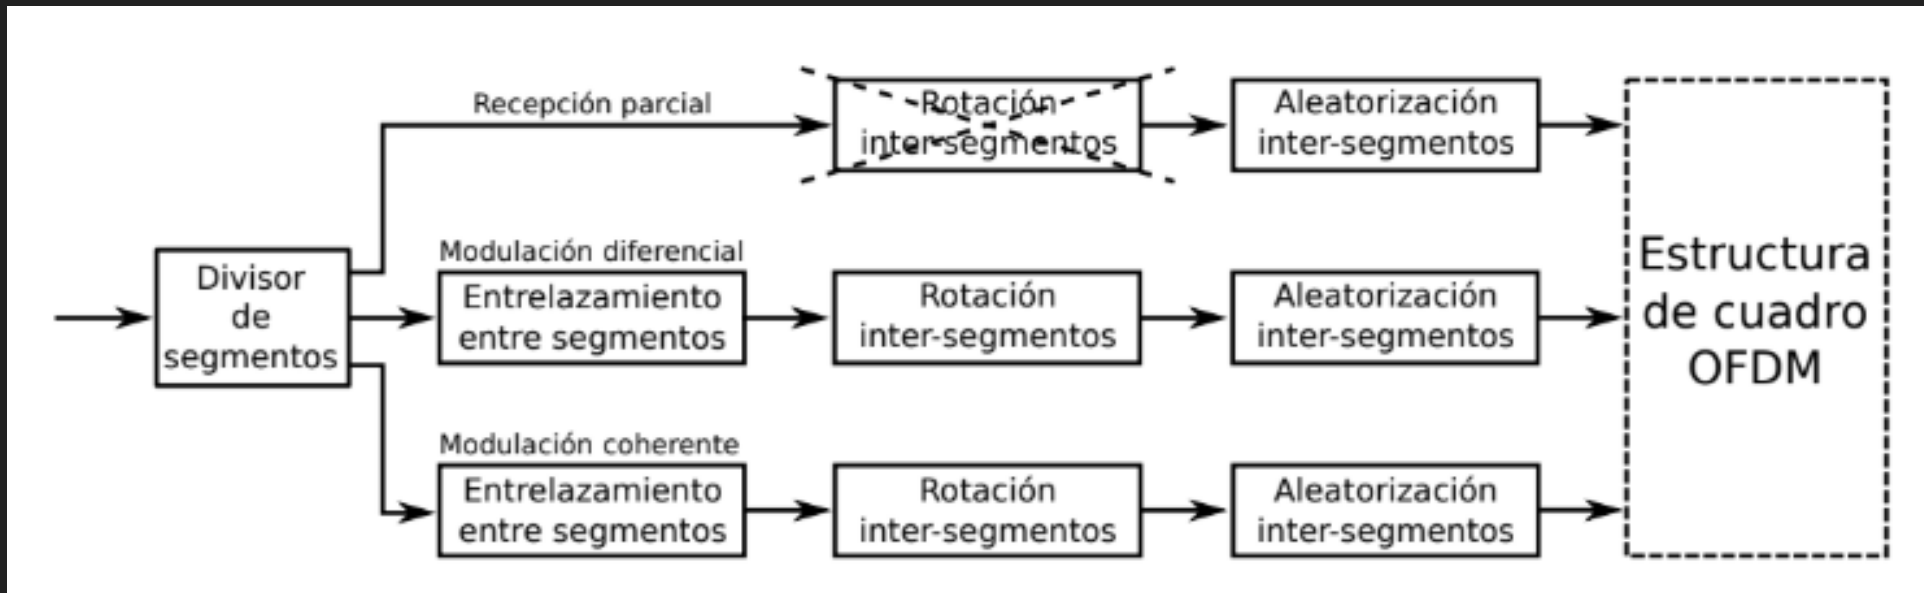 Recepción parcial
Rotación
inter-segmentos
Aleatorización
inter-segmentos
Divisor
de
segmentos
Modulación diferencial
Entrelazamiento
entre segmentos
Rotación
inter-segmentos
Aleatorización
inter-segmentos
Modulación coherente
Entrelazamiento
entre segmentos
Rotación
inter-segmentos
Aleatorización
inter-segmentos
Estructura
de cuadro
OFDM